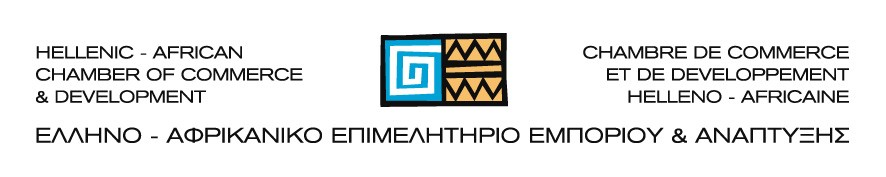 HELLENIC - AFRICAN
CHAMBER OF COMMERCE
& DEVELOPMENT
CHAMBRE DE COMMERCE
ET DE DEVELOPPEMENT
HELLENO - AFRICAINE
ΕΛΛΗΝΟ - ΑΦΡΙΚΑΝΙΚΟ ΕΠΙΜΕΛΗΤΗΡΙΟ ΕΜΠΟΡΙΟΥ & ΑΝΑΠΤΥΞΗΣ